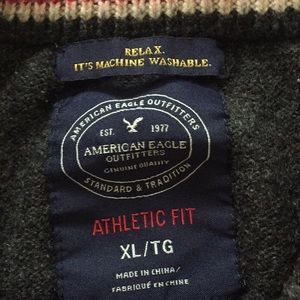 RELAX.
IT'S MACHINE WASHABLE.
AMERICAN EAGLE OUTFITTERS
EST. 1977
AMERICAN EAGLE
OUTFITTERS
GENUINE QUALITY
STANDARD & TRADITION
ATHLETIC FIT
XL/TG
MADE IN CHINA/
FABRIQUÉ EN CHINE